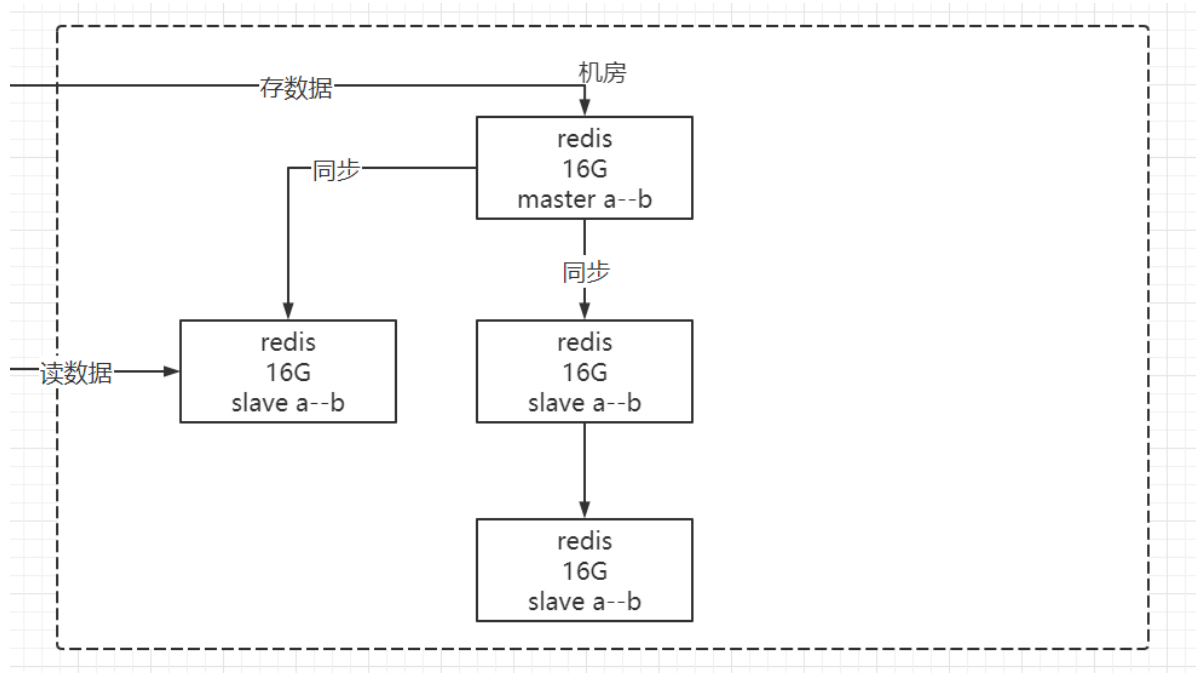 机房
存数据
redis
16G
master a--b
同步
同步
redis
16G
slave a--b
redis
16G
slave a--b
读数据
redis
16G
slave a--b